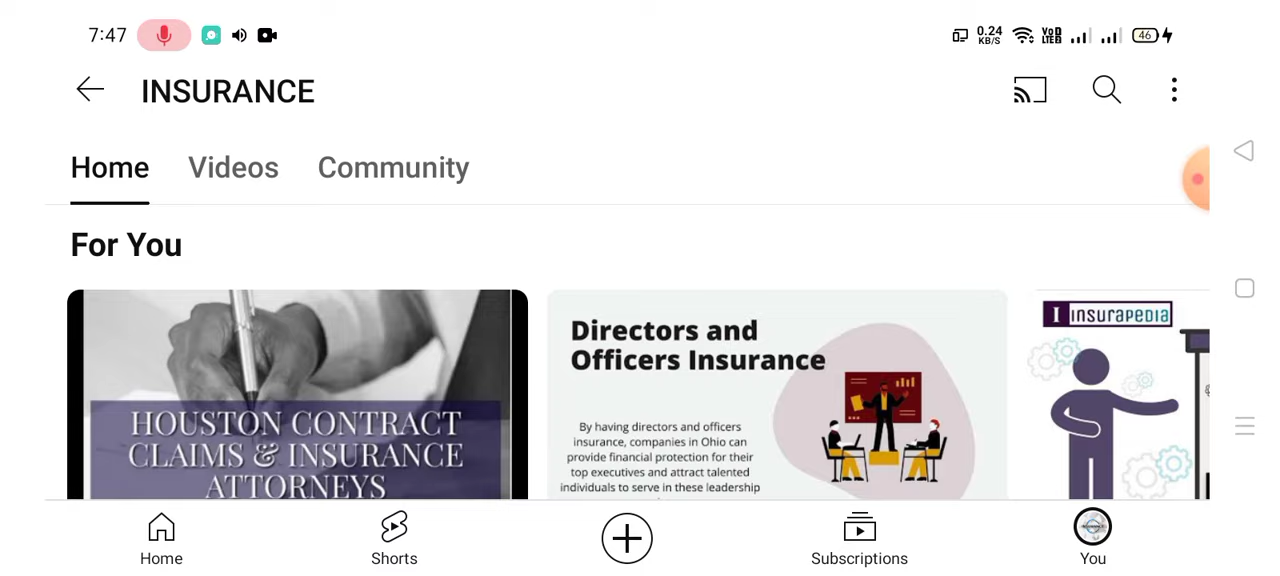 7:47
0.24
KB/S
VoD
LTE2
46
INSURANCE
Home Videos Community
For You
HOUSTON CONTRACT
CLAIMS & INSURANCE
ATTORNEYS
Directors and
Officers Insurance
By having directors and officers
insurance, companies in Ohio can
provide financial protection for their
top executives and attract talented
individuals to serve in these leadership
I insurapedia
Home Shorts Subscriptions You